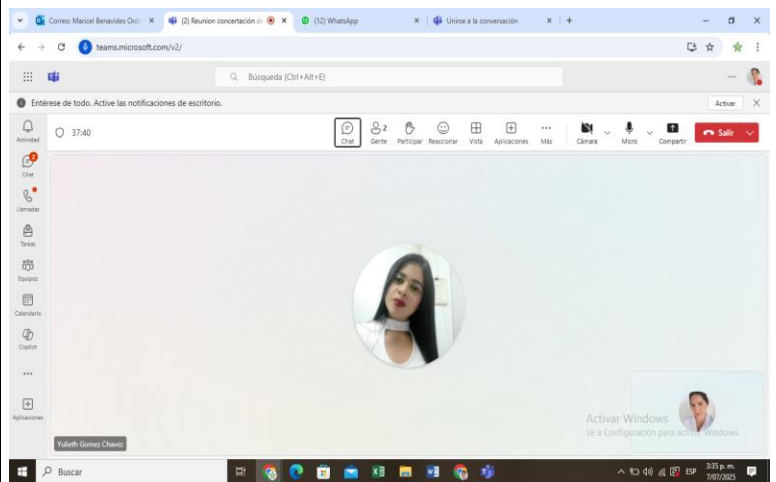 Correo: Maricel Benavides Ordo
(2) Reunion concertación d
(12) WhatsApp
Unirse a la conversación
teams.microsoft.com/v2/
Búsqueda (Ctrl+Alt+E)
Entérese de todo. Active las notificaciones de escritorio.
Activar
37:40
Chat
2
Gente
Participar
Reaccionar
Vista
Aplicaciones
Más
Cámara
Micro
Compartir
Salir
Actividad
2
Chat
Llamadas
Tareas
Equipos
Calendario
Copilot
Aplicaciones
Yulieth Gomez Chavez
Activar Windows
Ve a Configuración para activar Windows.
Buscar
ESP
3:35 p. m.
7/07/2025